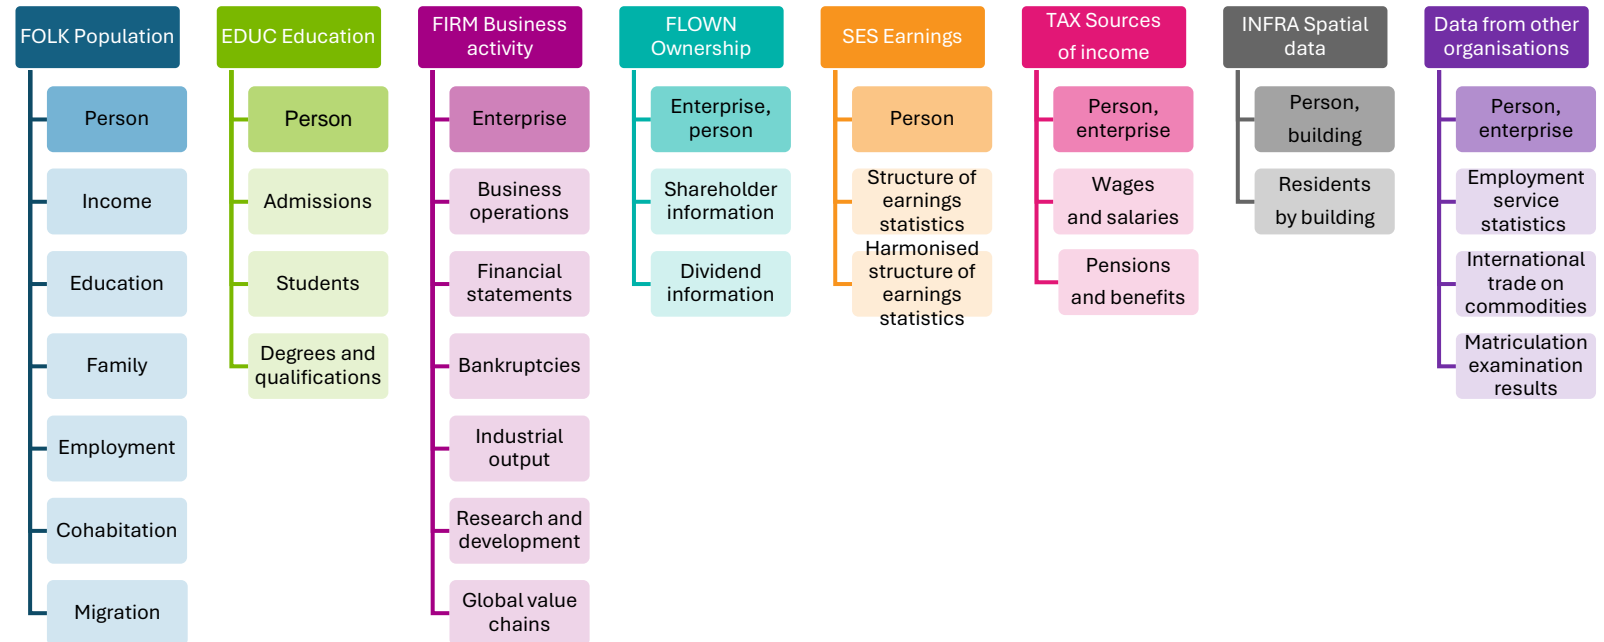 FOLK Population
Person
Income
Education
Family
Employment
Cohabitation
Migration
EDUC Education
Person
Admissions
Students
Degrees and
qualifications
FIRM Business
activity
Enterprise
Business
operations
Financial
statements
Bankruptcies
Industrial
output
Research and
development
Global value
chains
FLOWN
Ownership
Enterprise,
person
Shareholder
information
Dividend
information
SES Earnings
Person
Structure of
earnings
statistics
Harmonised
structure of
earnings
statistics
TAX Sources
of income
Person,
enterprise
Wages
and salaries
Pensions
and benefits
INFRA Spatial
data
Person,
building
Residents
by building
Data from other
organisations
Person,
enterprise
Employment
service
statistics
International
trade on
commodities
Matriculation
examination
results